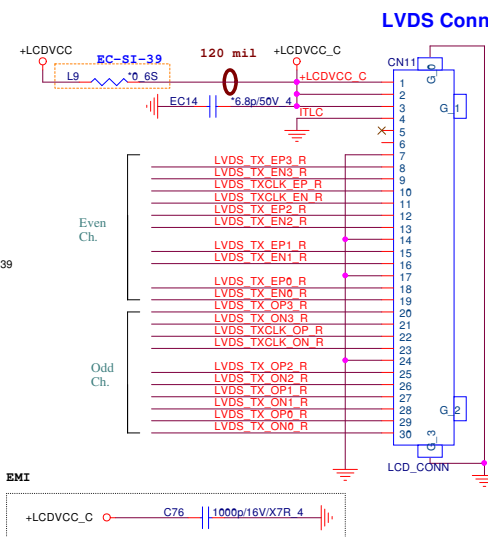 LVDS Conn
+LCDVCC
EC-SI-39
120 mil
+LCDVCC_C
CN11
G_0
L9
*0_6S
+LCDVCC_C
1
2
EC14
*6.8p/50V_4
3
G_1
ITLC
4
5
6
7
LVDS_TX_EP3_R
8
LVDS_TX_EN3_R
9
LVDS_TXCLK_EP_R
10
LVDS_TXCLK_EN_R
11
LVDS_TX_EP2_R
12
LVDS_TX_EN2_R
13
Even
Ch.
14
LVDS_TX_EP1_R
15
LVDS_TX_EN1_R
16
39
17
LVDS_TX_EP0_R
18
LVDS_TX_EN0_R
19
LVDS_TX_OP3_R
20
LVDS_TX_ON3_R
21
LVDS_TXCLK_OP_R
22
LVDS_TXCLK_ON_R
23
24
Odd
Ch.
LVDS_TX_OP2_R
25
LVDS_TX_ON2_R
26
LVDS_TX_OP1_R
27
LVDS_TX_ON1_R
28
G_2
LVDS_TX_OP0_R
29
LVDS_TX_ON0_R
30
G_3
LCD_CONN
EMI
+LCDVCC_C
C76
1000p/16V/X7R_4